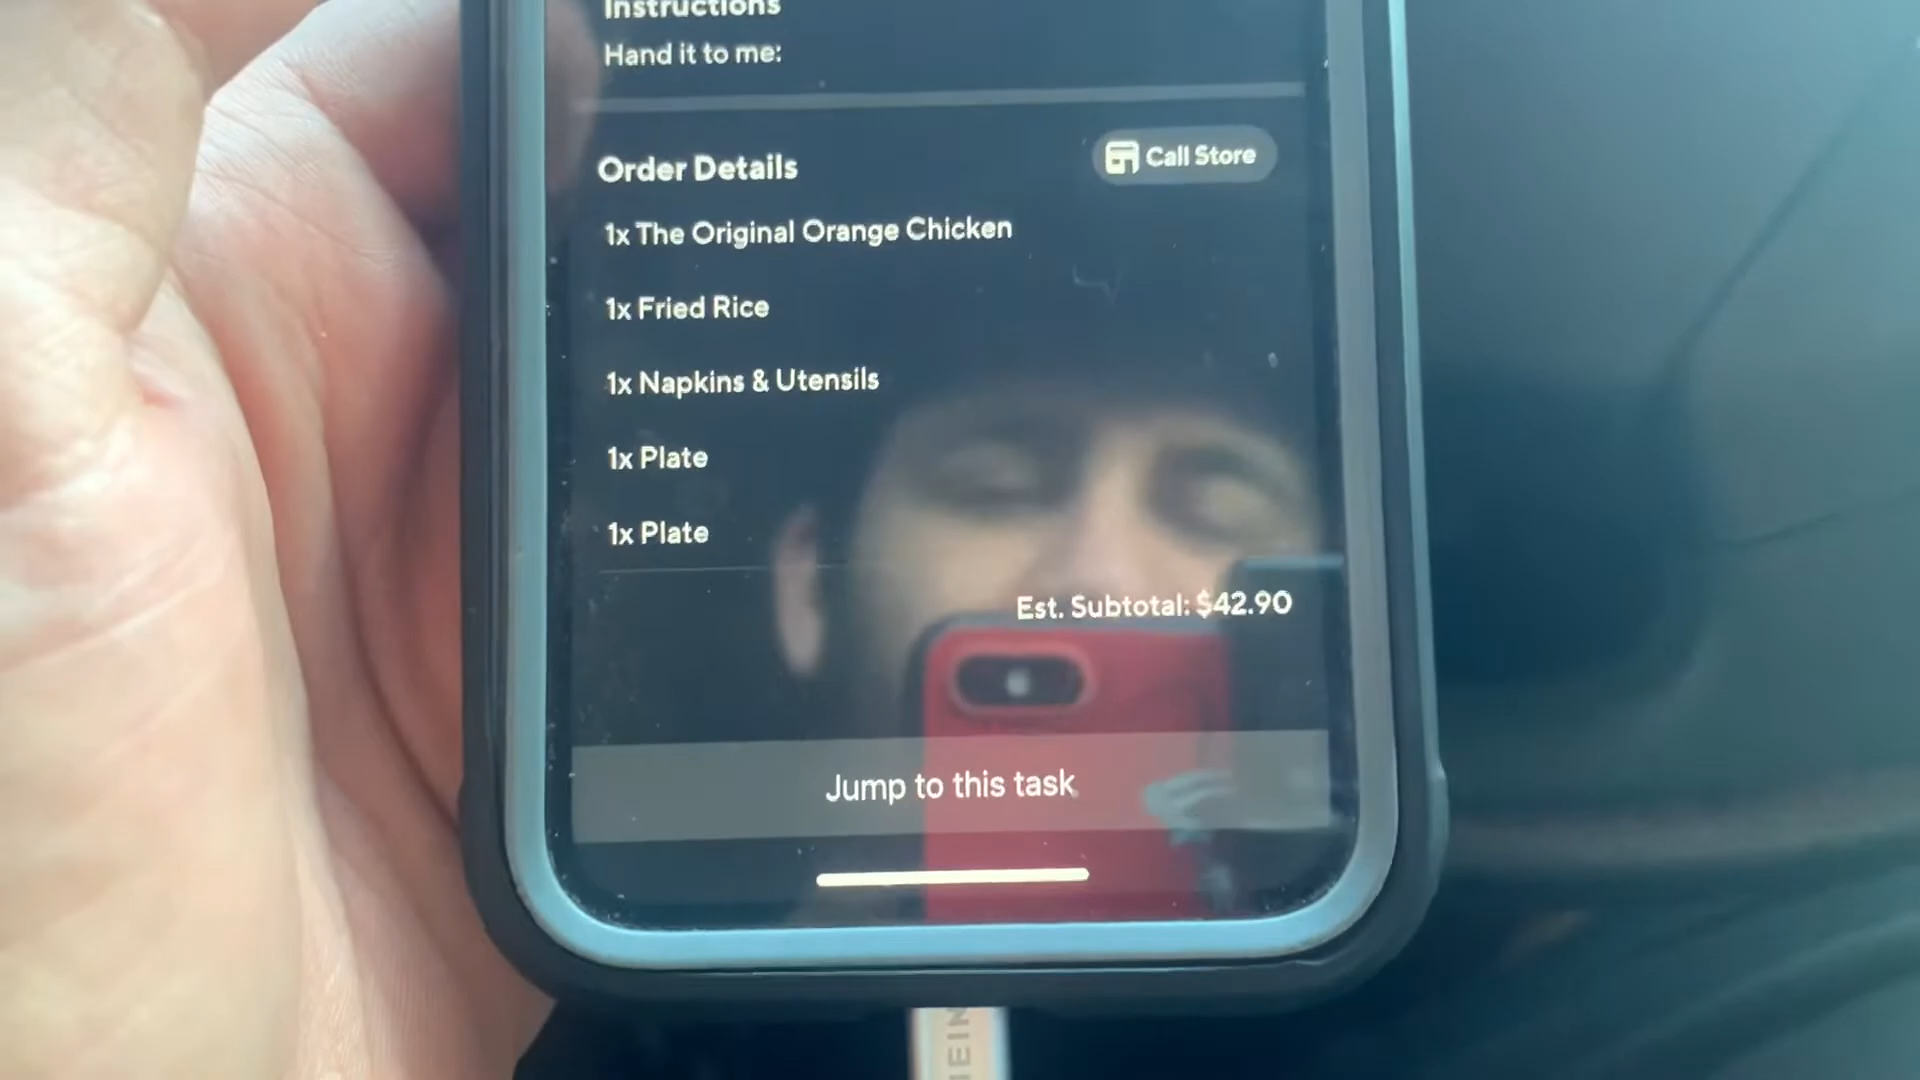 Instructions
Hand it to me:
Order Details
Call Store
1x The Original Orange Chicken
1x Fried Rice
1x Napkins & Utensils
1x Plate
1x Plate
Est. Subtotal: $42.90
Jump to this task